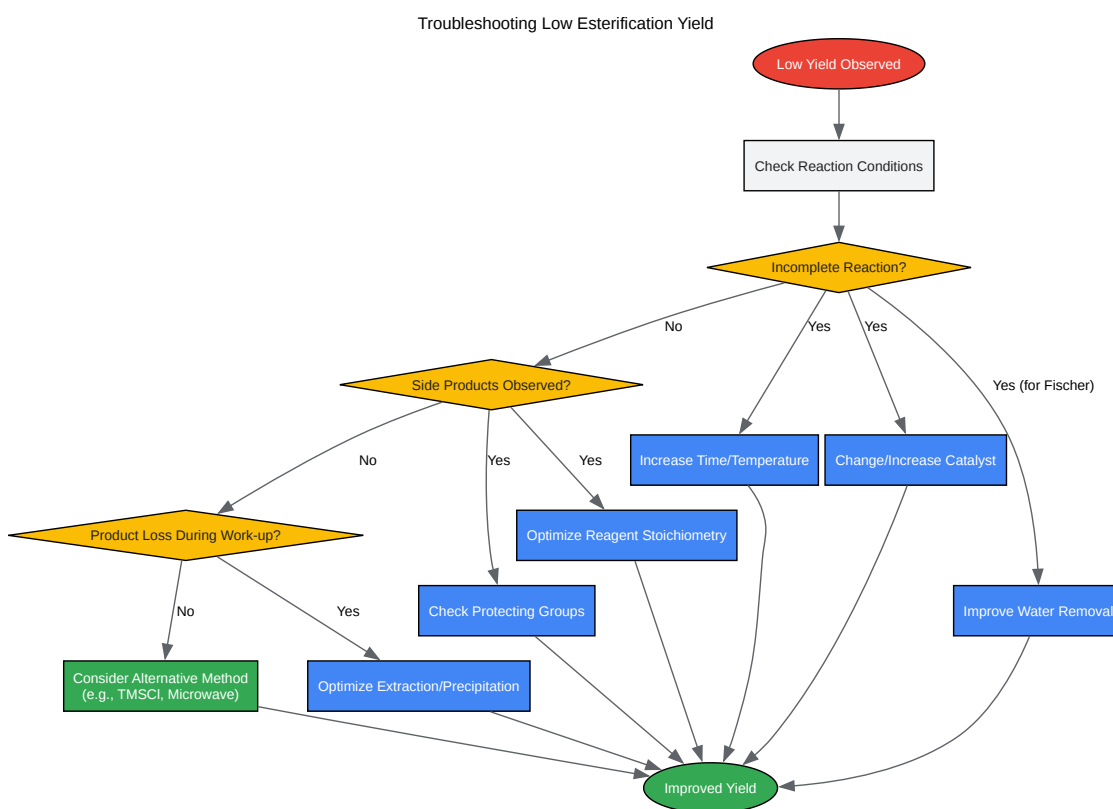 Troubleshooting Low Esterification Yield
Low Yield Observed
Check Reaction Conditions
Incomplete Reaction?
No
Yes
Yes
Yes (for Fischer)
Side Products Observed?
Increase Time/Temperature
Change/Increase Catalyst
No
Yes
Yes
Product Loss During Work-up?
Optimize Reagent Stoichiometry
No
Yes
Check Protecting Groups
Improve Water Removal
Consider Alternative Method
(e.g., TMSCl, Microwave)
Optimize Extraction/Precipitation
Improved Yield